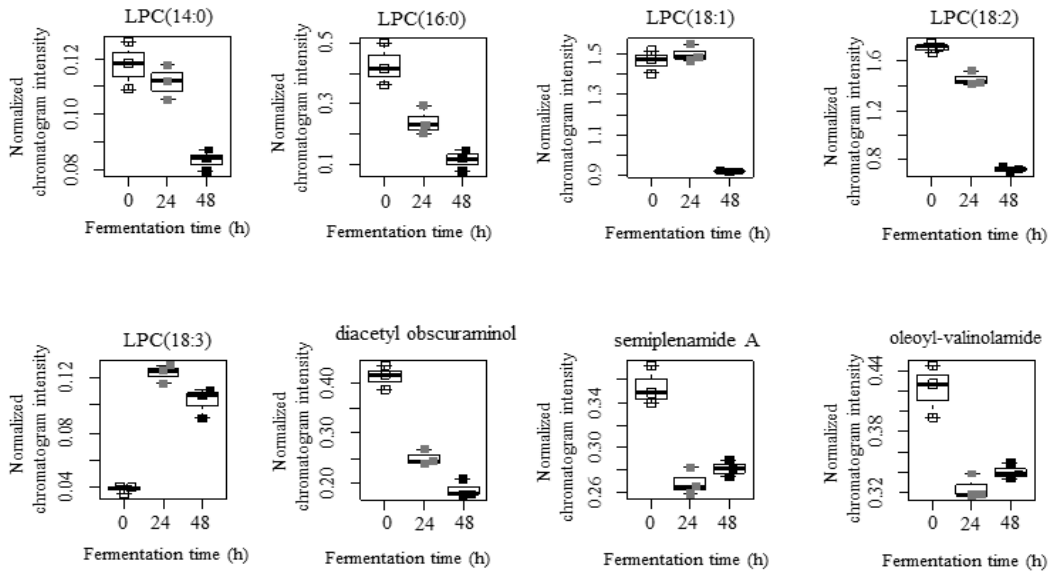 LPC(14:0)
Normalized
chromatogram intensity
0.12
0.10
0.08
0 24 48
Fermentation time (h)
LPC(16:0)
Normalized
chromatogram intensity
0.5
0.3
0.1
0 24 48
Fermentation time (h)
LPC(18:1)
Normalized
chromatogram intensity
1.5
1.3
1.1
0.9
0 24 48
Fermentation time (h)
LPC(18:2)
Normalized
chromatogram intensity
1.6
1.2
0.8
0 24 48
Fermentation time (h)
LPC(18:3)
Normalized
chromatogram intensity
0.12
0.08
0.04
0 24 48
Fermentation time (h)
diacetyl obscuraminol
Normalized
chromatogram intensity
0.40
0.30
0.20
0 24 48
Fermentation time (h)
semiplenamide A
Normalized
chromatogram intensity
0.34
0.30
0.26
0 24 48
Fermentation time (h)
oleoyl-valinolamide
Normalized
chromatogram intensity
0.44
0.38
0.32
0 24 48
Fermentation time (h)